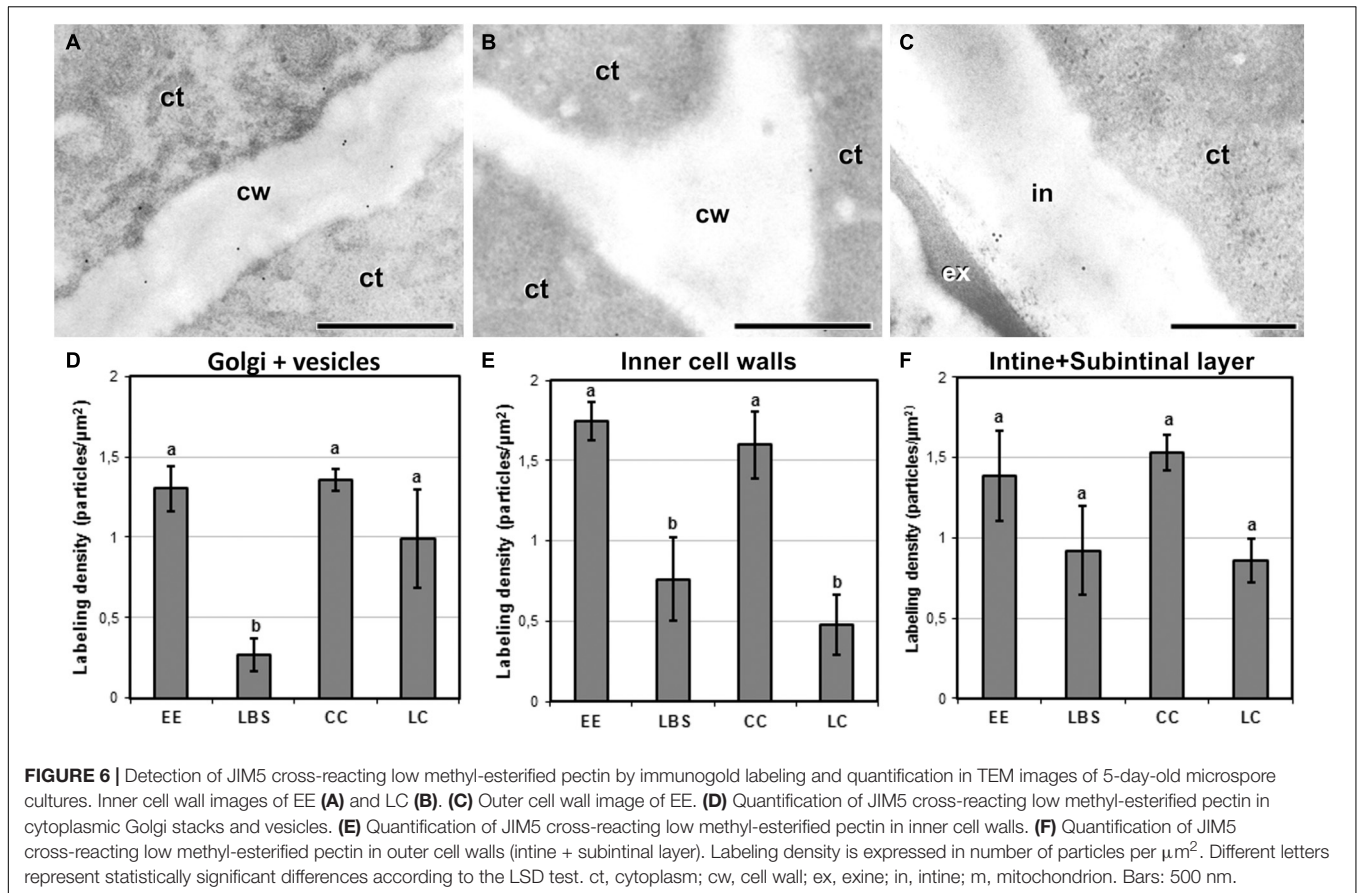 A
ct
cw
ct
B
ct
ct
cw
ct
C
ct
in
ex
D
Golgi + vesicles
Labeling density (particles/µm²)
2
1,5
1
0,5
0
a
b
a
a
EE
LBS
CC
LC
E
Inner cell walls
Labeling density (particles/µm²)
2
1,5
1
0,5
0
a
b
a
b
EE
LBS
CC
LC
F
Intine+Subintinal layer
Labeling density (particles/µm²)
2
1,5
1
0,5
0
a
a
a
a
EE
LBS
CC
LC
FIGURE 6 | Detection of JIM5 cross-reacting low methyl-esterified pectin by immunogold labeling and quantification in TEM images of 5-day-old microspore
cultures. Inner cell wall images of EE (A) and LC (B). (C) Outer cell wall image of EE. (D) Quantification of JIM5 cross-reacting low methyl-esterified pectin in
cytoplasmic Golgi stacks and vesicles. (E) Quantification of JIM5 cross-reacting low methyl-esterified pectin in inner cell walls. (F) Quantification of JIM5
cross-reacting low methyl-esterified pectin in outer cell walls (intine + subintinal layer). Labeling density is expressed in number of particles per μm². Different letters
represent statistically significant differences according to the LSD test. ct, cytoplasm; cw, cell wall; ex, exine; in, intine; m, mitochondrion. Bars: 500 nm.